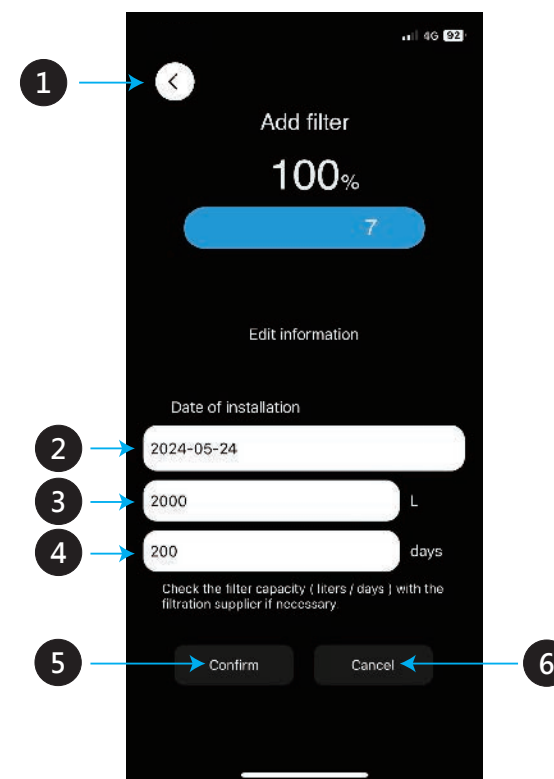 4G 92
1
Add filter
100%
7
Edit information
Date of installation
2 2024-05-24
3 2000 L
4 200 days
Check the filter capacity ( liters / days ) with the
filtration supplier if necessary.
5 Confirm Cancel 6